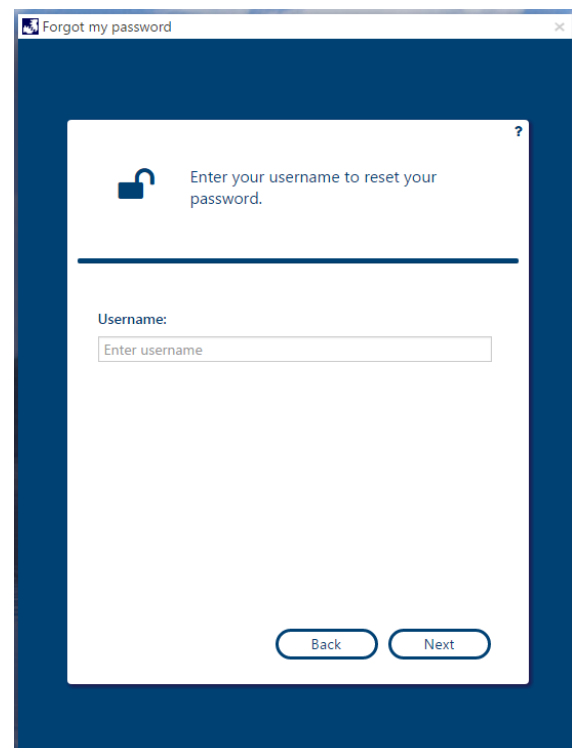 Forgot my password
?
Enter your username to reset your
password.
Username:
Enter username
Back
Next